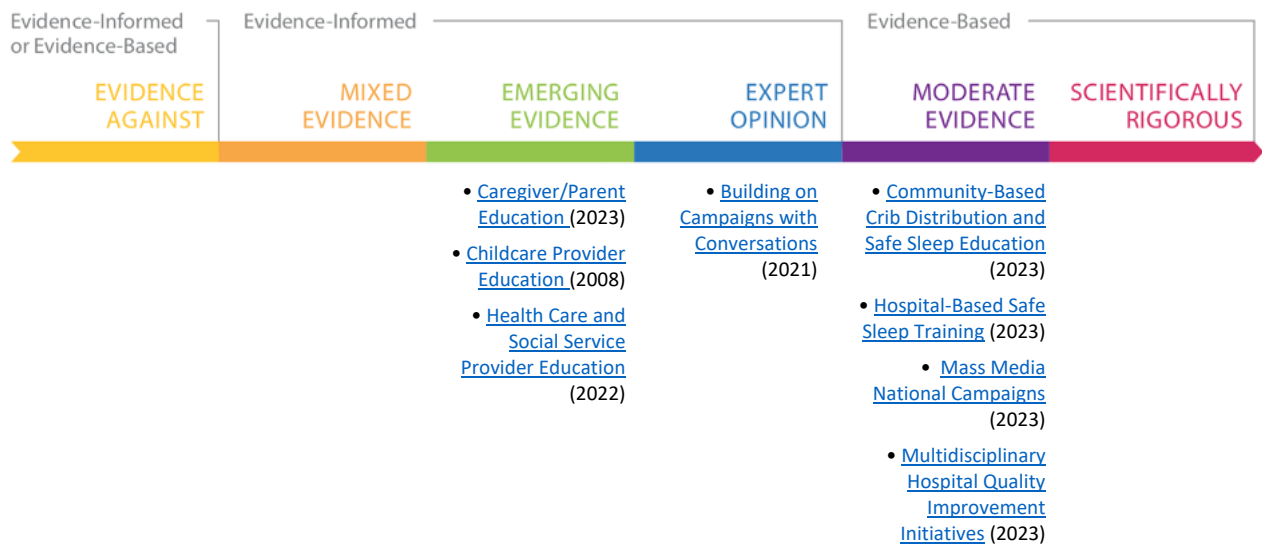 Evidence-Informed
or Evidence-Based
Evidence-Informed
Evidence-Based
EVIDENCE
AGAINST
MIXED
EVIDENCE
EMERGING
EVIDENCE
EXPERT
OPINION
MODERATE
EVIDENCE
SCIENTIFICALLY
RIGOROUS
• Caregiver/Parent
Education (2023)
• Childcare Provider
Education (2008)
• Health Care and
Social Service
Provider Education
(2022)
• Building on
Campaigns with
Conversations
(2021)
• Community-Based
Crib Distribution and
Safe Sleep Education
(2023)
• Hospital-Based Safe
Sleep Training (2023)
• Mass Media
National Campaigns
(2023)
• Multidisciplinary
Hospital Quality
Improvement
Initiatives (2023)